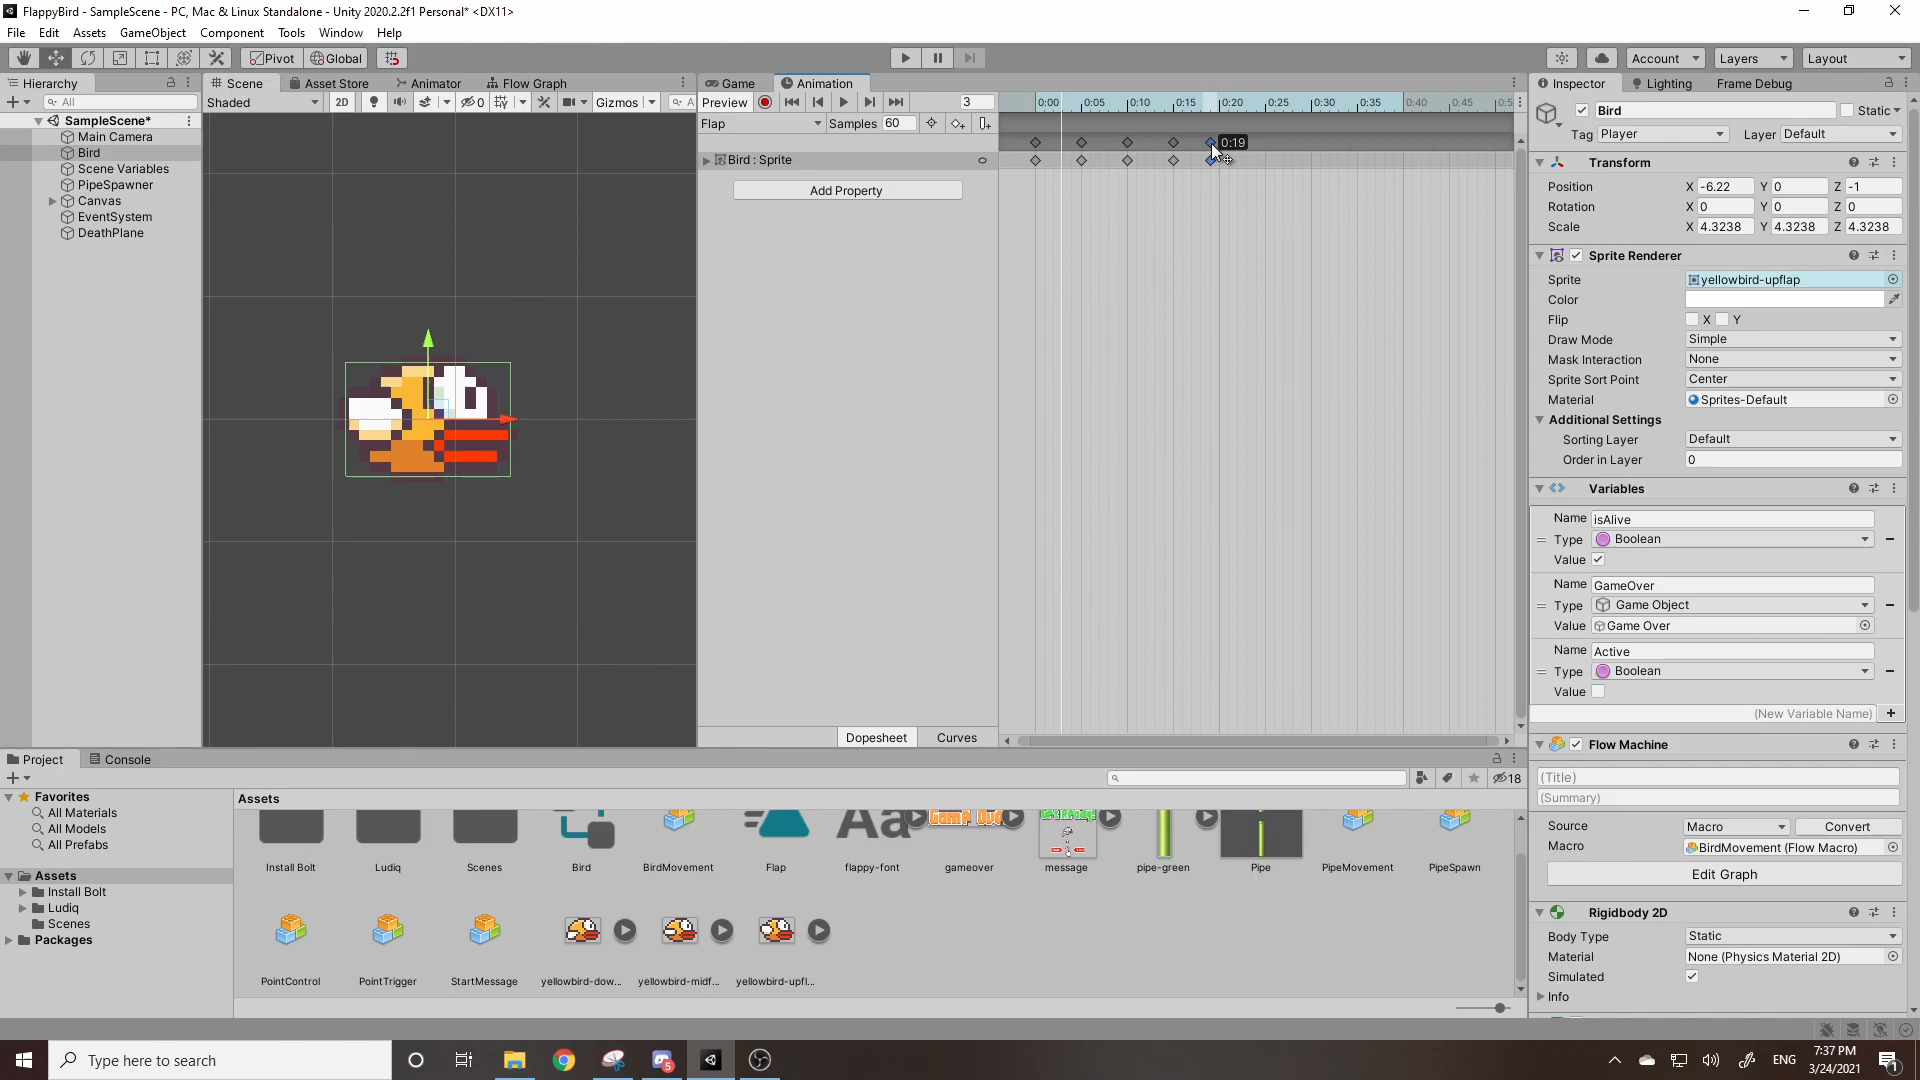 FlappyBird - SampleScene - PC, Mac & Linux Standalone - Unity 2020.2.2f1 Personal* <DX11>
File Edit Assets GameObject Component Tools Window Help
Pivot Global Account Layers Layout
Hierarchy Scene Asset Store Animator Flow Graph Game Animation Inspector Lighting Frame Debug
All Shaded 2D 0 Gizmos A Preview 3 0:00 0:05 0:10 0:15 0:20 0:25 0:30 0:35 0:40 0:5
SampleScene*
Main Camera
Bird
Scene Variables
PipeSpawner
Canvas
EventSystem
DeathPlane
Flap Samples 60
0:19
Bird : Sprite
Add Property
Dopesheet Curves
Bird Static
Tag Player Layer Default
Transform
Position X -6.22 Y 0 Z -1
Rotation X 0 Y 0 Z 0
Scale X 4.3238 Y 4.3238 Z 4.3238
Sprite Renderer
Sprite yellowbird-upflap
Color
Flip X Y
Draw Mode Simple
Mask Interaction None
Sprite Sort Point Center
Material Sprites-Default
Additional Settings
Sorting Layer Default
Order in Layer 0
Variables
Name isAlive
Type Boolean
Value
Name GameOver
Type Game Object
Value Game Over
Name Active
Type Boolean
Value
(New Variable Name) +
Flow Machine
(Title)
(Summary)
Source Macro Convert
Macro BirdMovement (Flow Macro)
Edit Graph
Rigidbody 2D
Body Type Static
Material None (Physics Material 2D)
Simulated
Info
Project Console
18
Favorites
All Materials
All Models
All Prefabs
Assets
Install Bolt
Ludiq
Scenes
Packages
Assets
Aa Game Over Get Ready!
Install Bolt Ludiq Scenes Bird BirdMovement Flap flappy-font gameover message pipe-green Pipe PipeMovement PipeSpawn
PointControl PointTrigger StartMessage yellowbird-dow... yellowbird-midf... yellowbird-upfl...
Type here to search
5
ENG
7:37 PM
3/24/2021
1